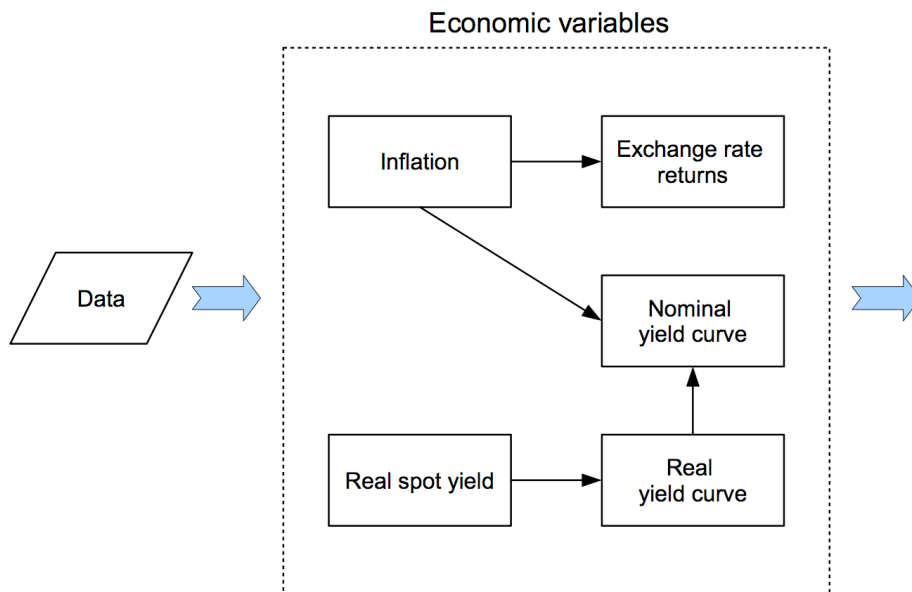 Economic variables
Inflation
Exchange rate
returns
Data
Nominal
yield curve
Real spot yield
Real
yield curve